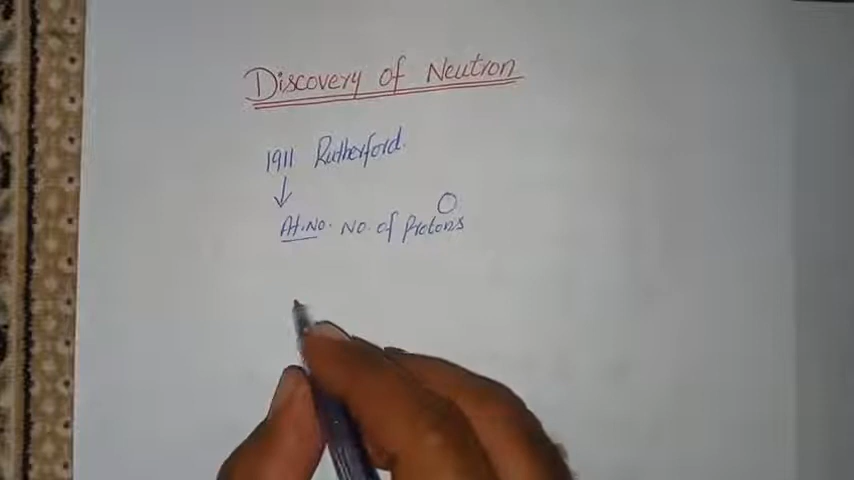 Discovery of Neutron
1911 Rutherford.
At.No. No. of Protons